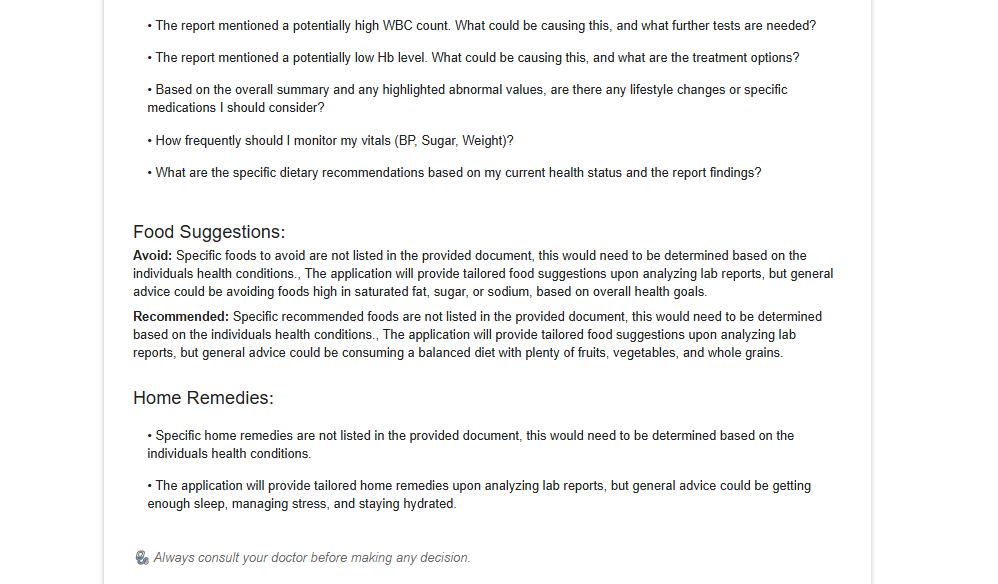 • The report mentioned a potentially high WBC count. What could be causing this, and what further tests are needed?
• The report mentioned a potentially low Hb level. What could be causing this, and what are the treatment options?
• Based on the overall summary and any highlighted abnormal values, are there any lifestyle changes or specific
medications I should consider?
• How frequently should I monitor my vitals (BP, Sugar, Weight)?
• What are the specific dietary recommendations based on my current health status and the report findings?
Food Suggestions:
Avoid: Specific foods to avoid are not listed in the provided document, this would need to be determined based on the
individuals health conditions., The application will provide tailored food suggestions upon analyzing lab reports, but general
advice could be avoiding foods high in saturated fat, sugar, or sodium, based on overall health goals.
Recommended: Specific recommended foods are not listed in the provided document, this would need to be determined
based on the individuals health conditions., The application will provide tailored food suggestions upon analyzing lab
reports, but general advice could be consuming a balanced diet with plenty of fruits, vegetables, and whole grains.
Home Remedies:
• Specific home remedies are not listed in the provided document, this would need to be determined based on the
individuals health conditions.
• The application will provide tailored home remedies upon analyzing lab reports, but general advice could be getting
enough sleep, managing stress, and staying hydrated.
Always consult your doctor before making any decision.